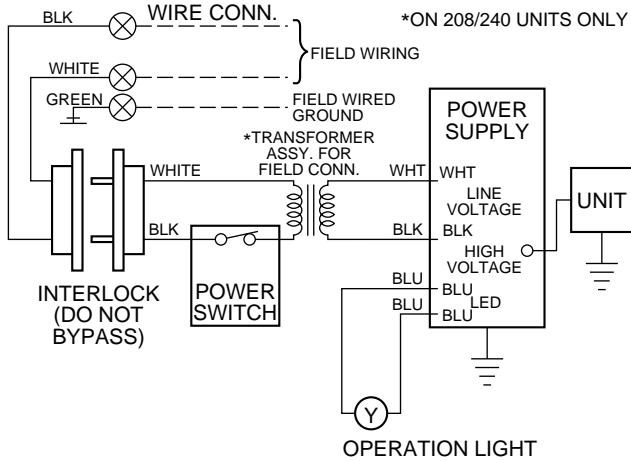 BLK
WIRE CONN.
*ON 208/240 UNITS ONLY
FIELD WIRING
WHITE
GREEN
FIELD WIRED
GROUND
*TRANSFORMER
ASSY. FOR
FIELD CONN.
POWER
SUPPLY
WHITE
WHT
WHT
LINE
VOLTAGE
UNIT
BLK
BLK
BLK
HIGH
VOLTAGE
INTERLOCK
(DO NOT
BYPASS)
POWER
SWITCH
BLU
BLU
LED
BLU
BLU
Y
OPERATION LIGHT